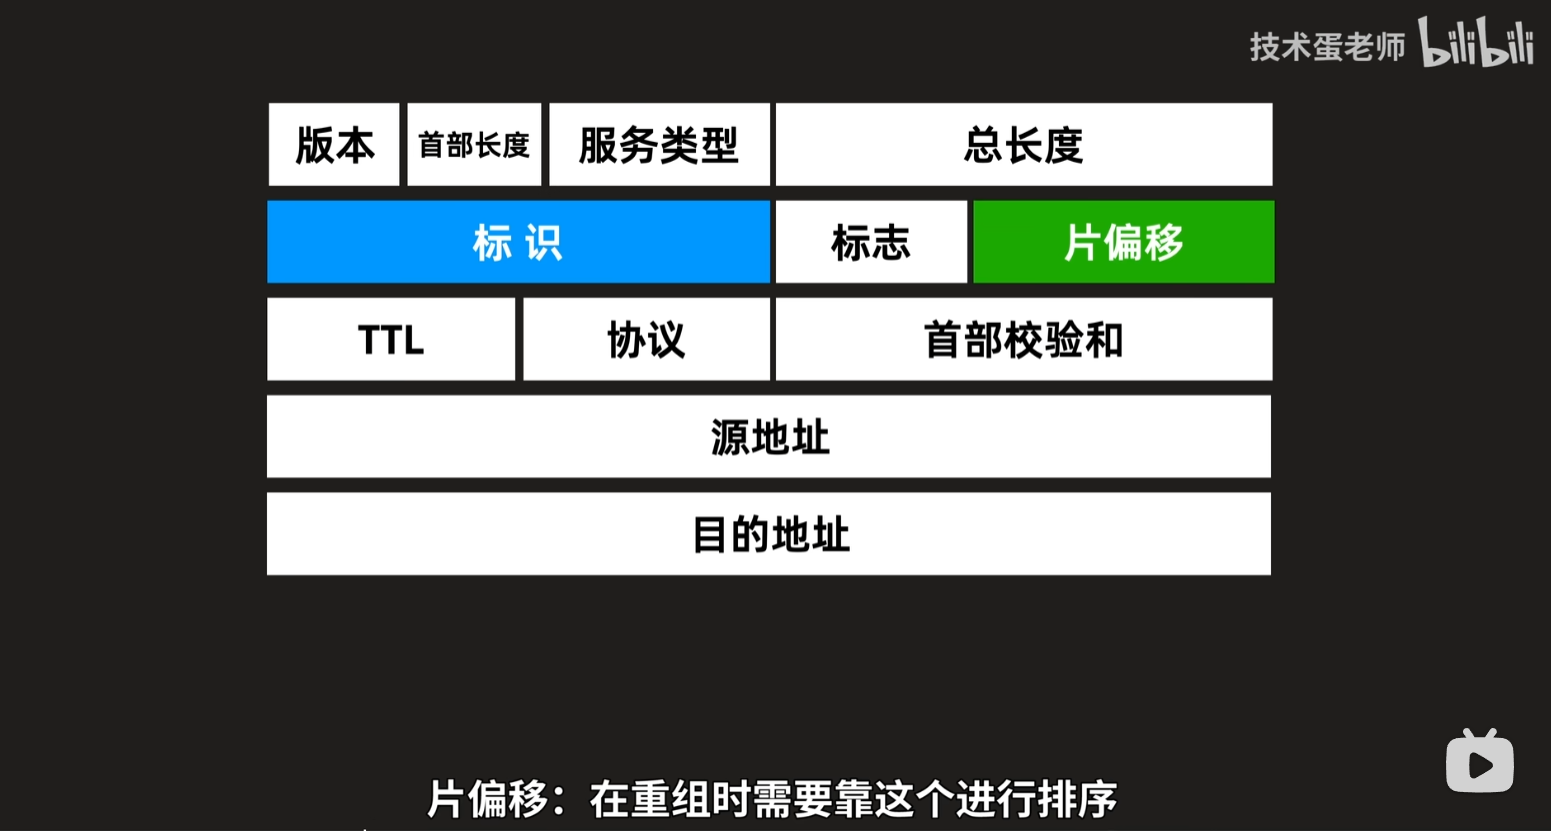 技术蛋老师 bilibili
版本 首部长度 服务类型 总长度
标 识 标志 片偏移
TTL 协议 首部校验和
源地址
目的地址
片偏移：在重组时需要靠这个进行排序